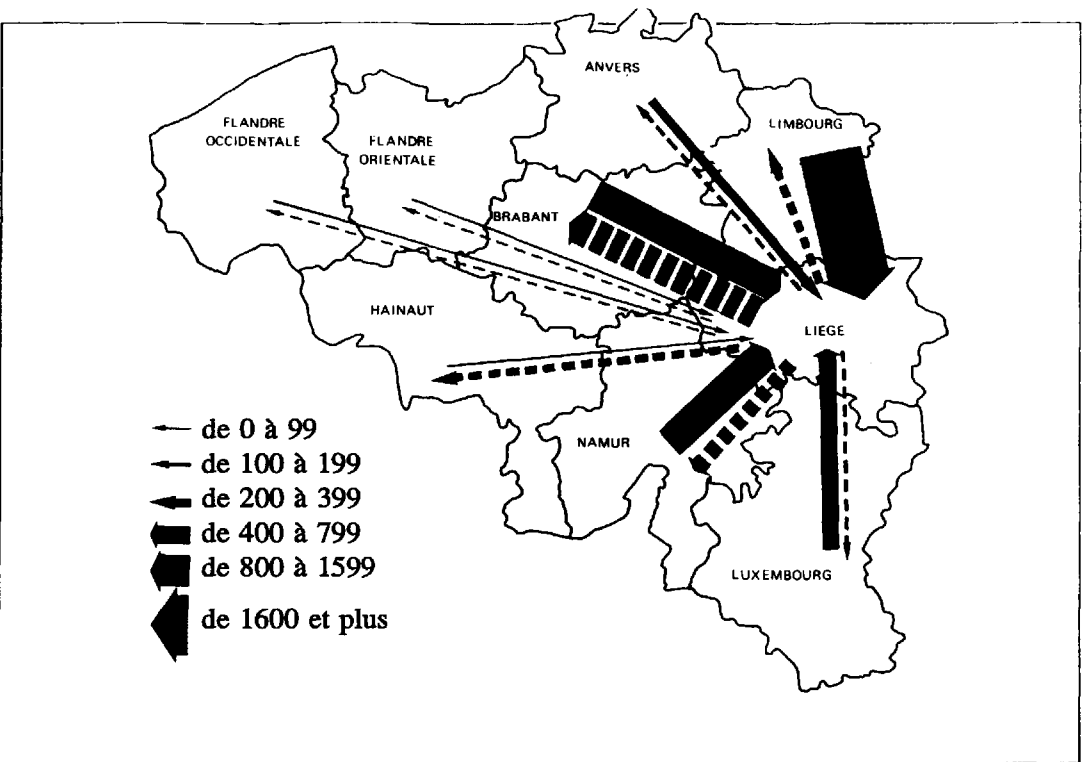 ANVERS
FLANDRE
OCCIDENTALE
FLANDRE
ORIENTALE
LIMBOURG
BRABANT
HAINAUT
LIEGE
NAMUR
LUXEMBOURG
de 0 à 99
de 100 à 199
de 200 à 399
de 400 à 799
de 800 à 1599
de 1600 et plus